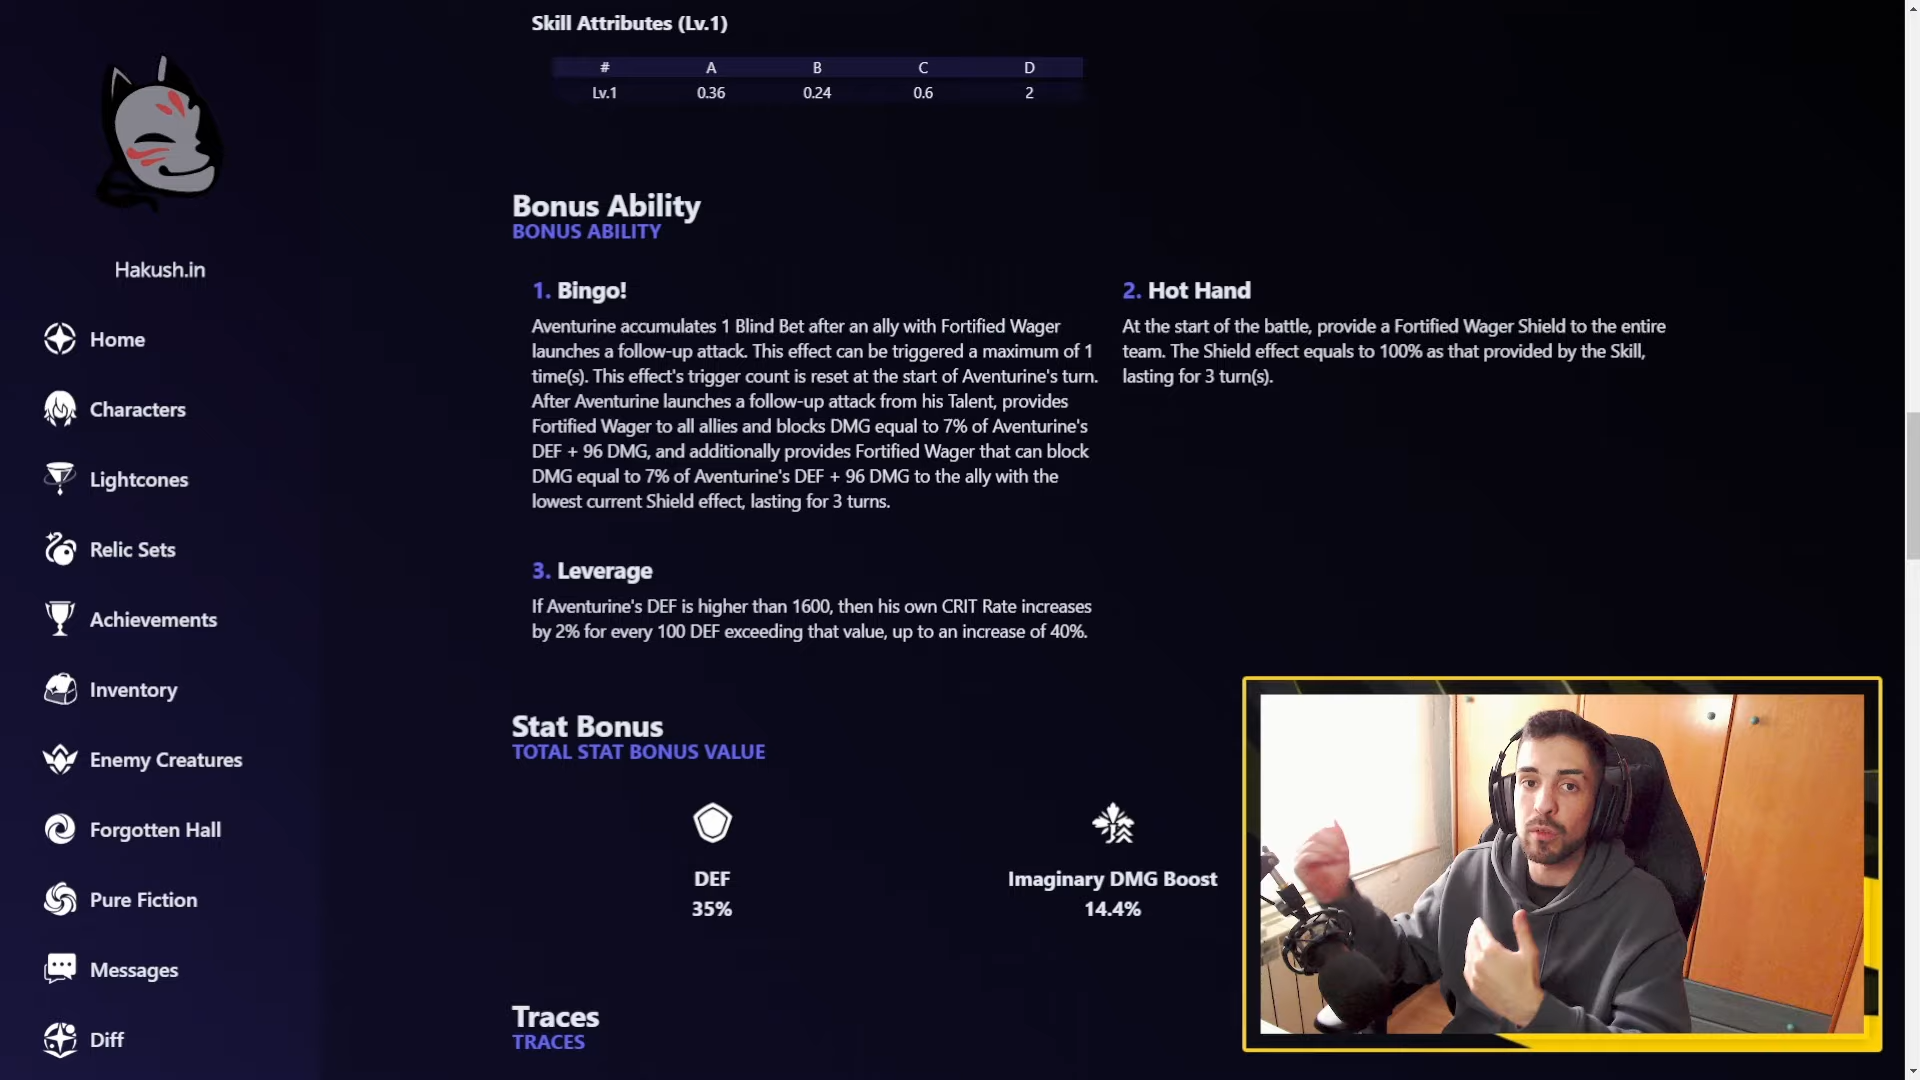 Hakush.in
Home
Characters
Lightcones
Relic Sets
Achievements
Inventory
Enemy Creatures
Forgotten Hall
Pure Fiction
Messages
Diff
Skill Attributes (Lv.1)
# A B C D
Lv.1 0.36 0.24 0.6 2
Bonus Ability
BONUS ABILITY
1. Bingo!
Aventurine accumulates 1 Blind Bet after an ally with Fortified Wager
launches a follow-up attack. This effect can be triggered a maximum of 1
time(s). This effect's trigger count is reset at the start of Aventurine's turn.
After Aventurine launches a follow-up attack from his Talent, provides
Fortified Wager to all allies and blocks DMG equal to 7% of Aventurine's
DEF + 96 DMG, and additionally provides Fortified Wager that can block
DMG equal to 7% of Aventurine's DEF + 96 DMG to the ally with the
lowest current Shield effect, lasting for 3 turns.
2. Hot Hand
At the start of the battle, provide a Fortified Wager Shield to the entire
team. The Shield effect equals to 100% as that provided by the Skill,
lasting for 3 turn(s).
3. Leverage
If Aventurine's DEF is higher than 1600, then his own CRIT Rate increases
by 2% for every 100 DEF exceeding that value, up to an increase of 40%.
Stat Bonus
TOTAL STAT BONUS VALUE
DEF
35%
Imaginary DMG Boost
14.4%
Traces
TRACES